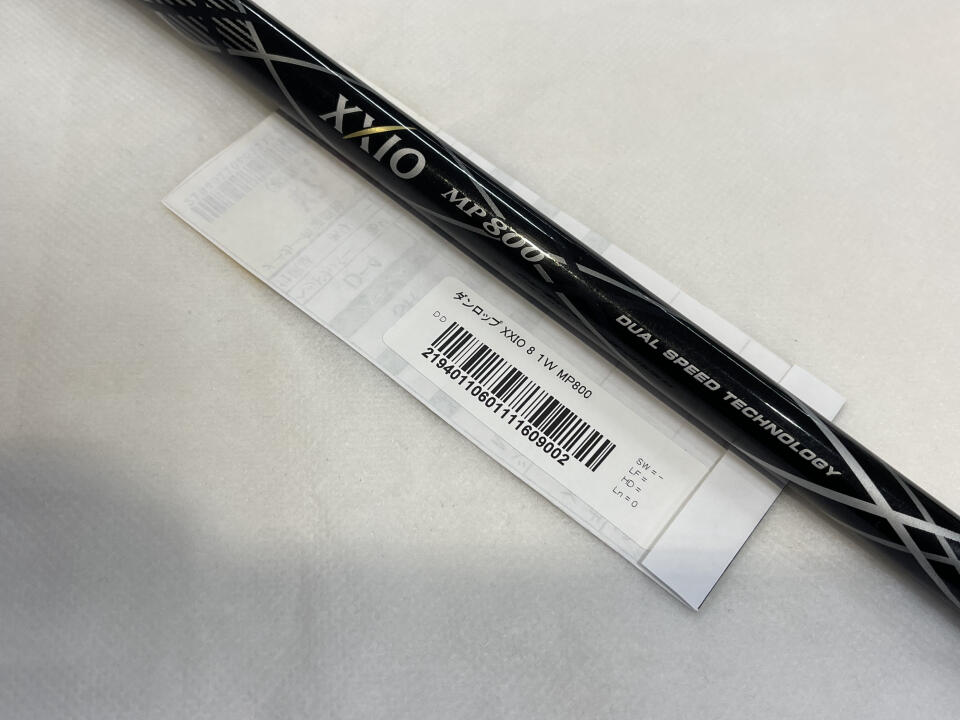 XXIO
MP800
DUAL SPEED TECHNOLOGY
ダンロップ XXIO 8 1W MP800
D D
21940110601111609002
SW = -
LF =
HD =
Ln = 0